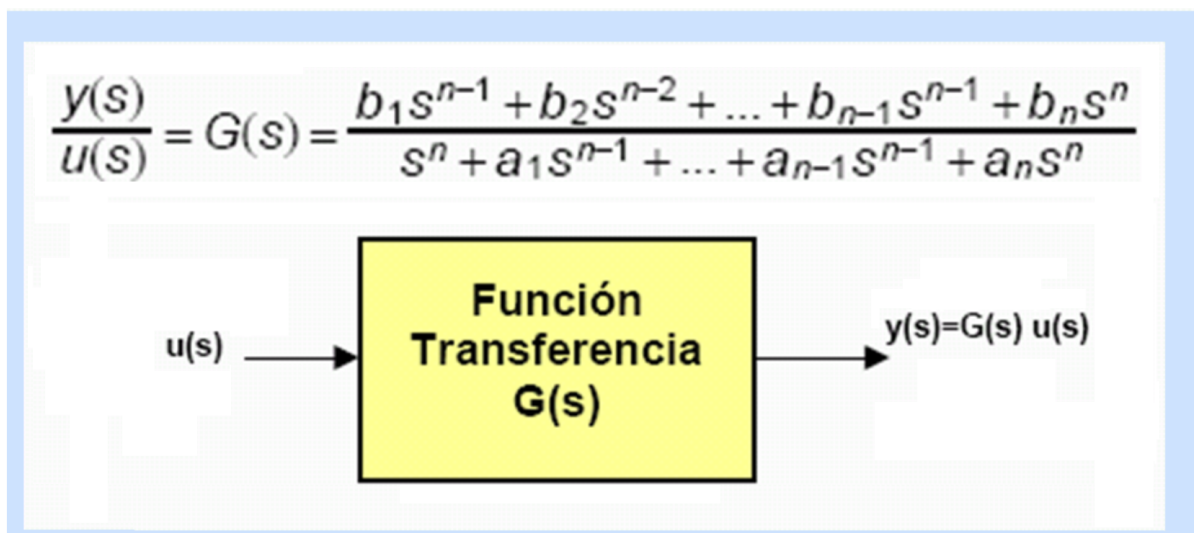 y(s)/u(s) = G(s) = (b₁sⁿ⁻¹ + b₂sⁿ⁻² + ... + bₙ₋₁sⁿ⁻¹ + bₙsⁿ)/(sⁿ + a₁sⁿ⁻¹ + ... + aₙ₋₁sⁿ⁻¹ + aₙsⁿ)
u(s)
Función
Transferencia
G(s)
y(s)=G(s) u(s)